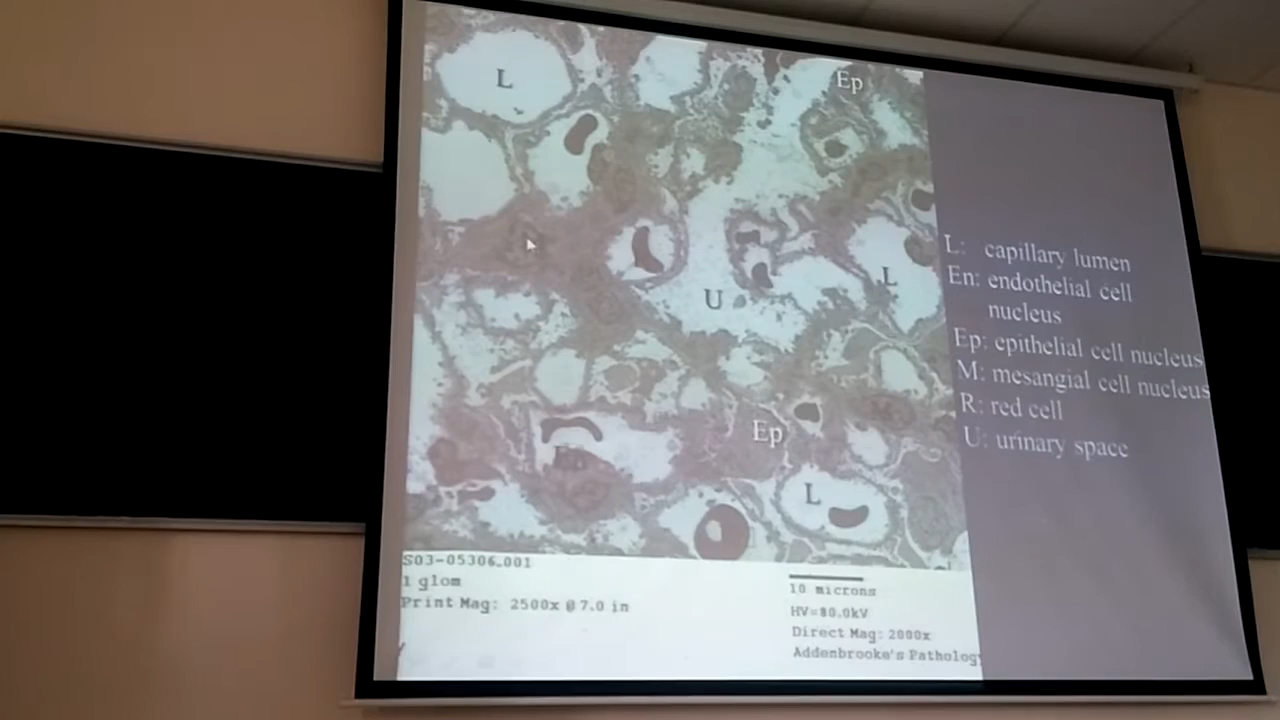 L
Ep
U
L
Ep
En
L
L: capillary lumen
En: endothelial cell
nucleus
Ep: epithelial cell nucleus
M: mesangial cell nucleus
R: red cell
U: urinary space
S03-05306.001
1 glom
Print Mag: 2500x @ 7.0 in
10 microns
HV=80.0kV
Direct Mag: 2000x
Addenbrooke's Pathology